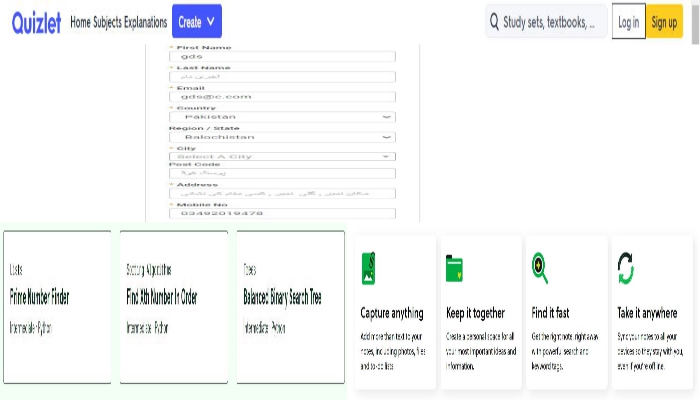 Quizlet Home Subjects Explanations Create Study sets, textbooks, ... Log in Sign up
* First Name
gds
* Last Name
* Email
gds@c.com
* Country
Pakistan
Region / State
Balochistan
* City
Select A City
Post Code
پوسٹ کوڈ
* Address
* Mobile No
03492019478
Lists
Prime Number Finder
Intermediate · Python
Sorting Algorithms
Find Xth Number In Order
Intermediate · Python
Trees
Balanced Binary Search Tree
Intermediate · Python
Capture anything
Add more than text to your
notes, including photos, files
and to-do lists
Keep it together
Create a personal space for all
your most important ideas and
information.
Find it fast
Get the right note, right away
with powerful search and
keyword tags.
Take it anywhere
Sync your notes to all your
devices so they stay with you,
even if you're offline.